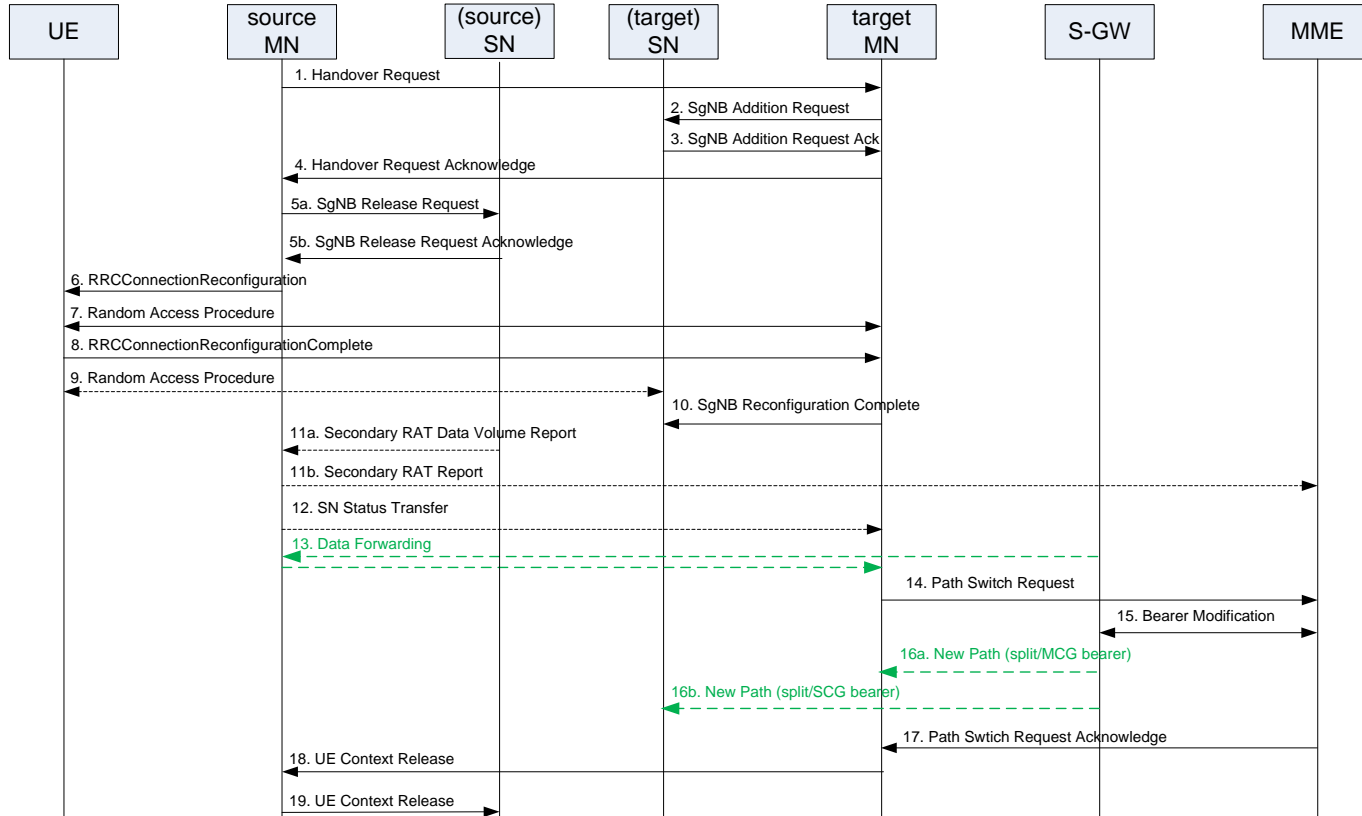 UE
source
MN
(source)
SN
(target)
SN
target
MN
S-GW
MME
1. Handover Request
2. SgNB Addition Request
3. SgNB Addition Request Ack
4. Handover Request Acknowledge
5a. SgNB Release Request
5b. SgNB Release Request Acknowledge
6. RRCConnectionReconfiguration
7. Random Access Procedure
8. RRCConnectionReconfigurationComplete
9. Random Access Procedure
10. SgNB Reconfiguration Complete
11a. Secondary RAT Data Volume Report
11b. Secondary RAT Report
12. SN Status Transfer
13. Data Forwarding
14. Path Switch Request
15. Bearer Modification
16a. New Path (split/MCG bearer)
16b. New Path (split/SCG bearer)
17. Path Swtich Request Acknowledge
18. UE Context Release
19. UE Context Release